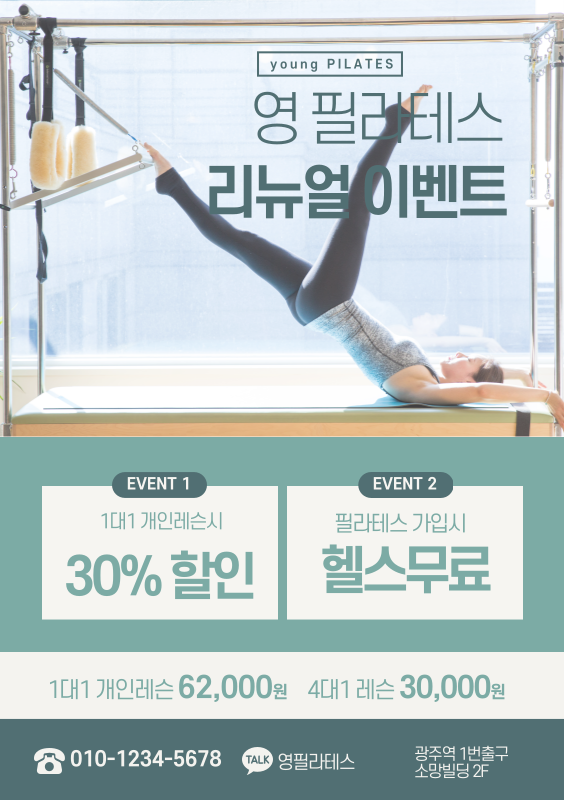 young PILATES
영 필라테스
리뉴얼 이벤트
EVENT 1
1대1 개인레슨시
30% 할인
EVENT 2
필라테스 가입시
헬스무료
1대1 개인레슨 62,000원
4대1 레슨 30,000원
010-1234-5678
TALK 영필라테스
광주역 1번출구
소망빌딩 2F